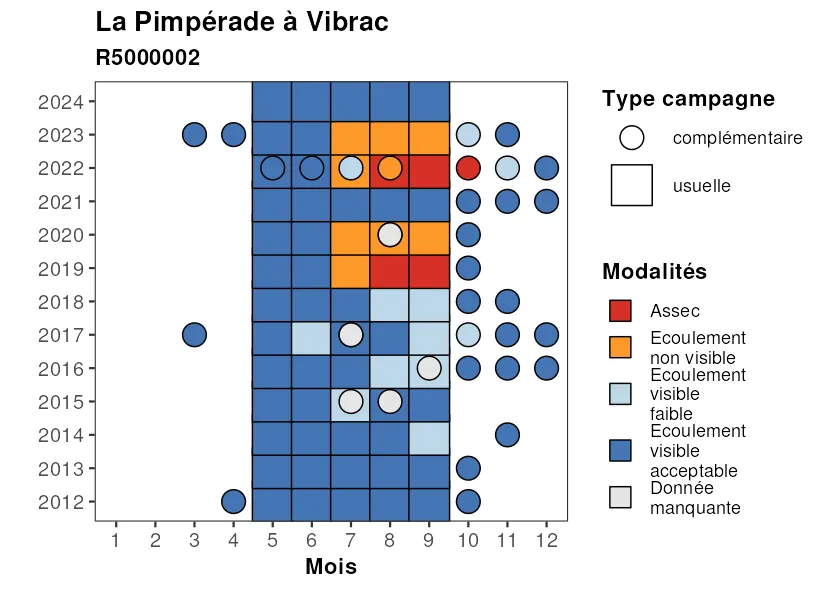 La Pimpérade à Vibrac
R5000002
2024
2023
2022
2021
2020
2019
2018
2017
2016
2015
2014
2013
2012
1 2 3 4 5 6 7 8 9 10 11 12
Mois
Type campagne
complémentaire
usuelle
Modalités
Assec
Ecoulement
non visible
Ecoulement
visible
faible
Ecoulement
visible
acceptable
Donnée
manquante